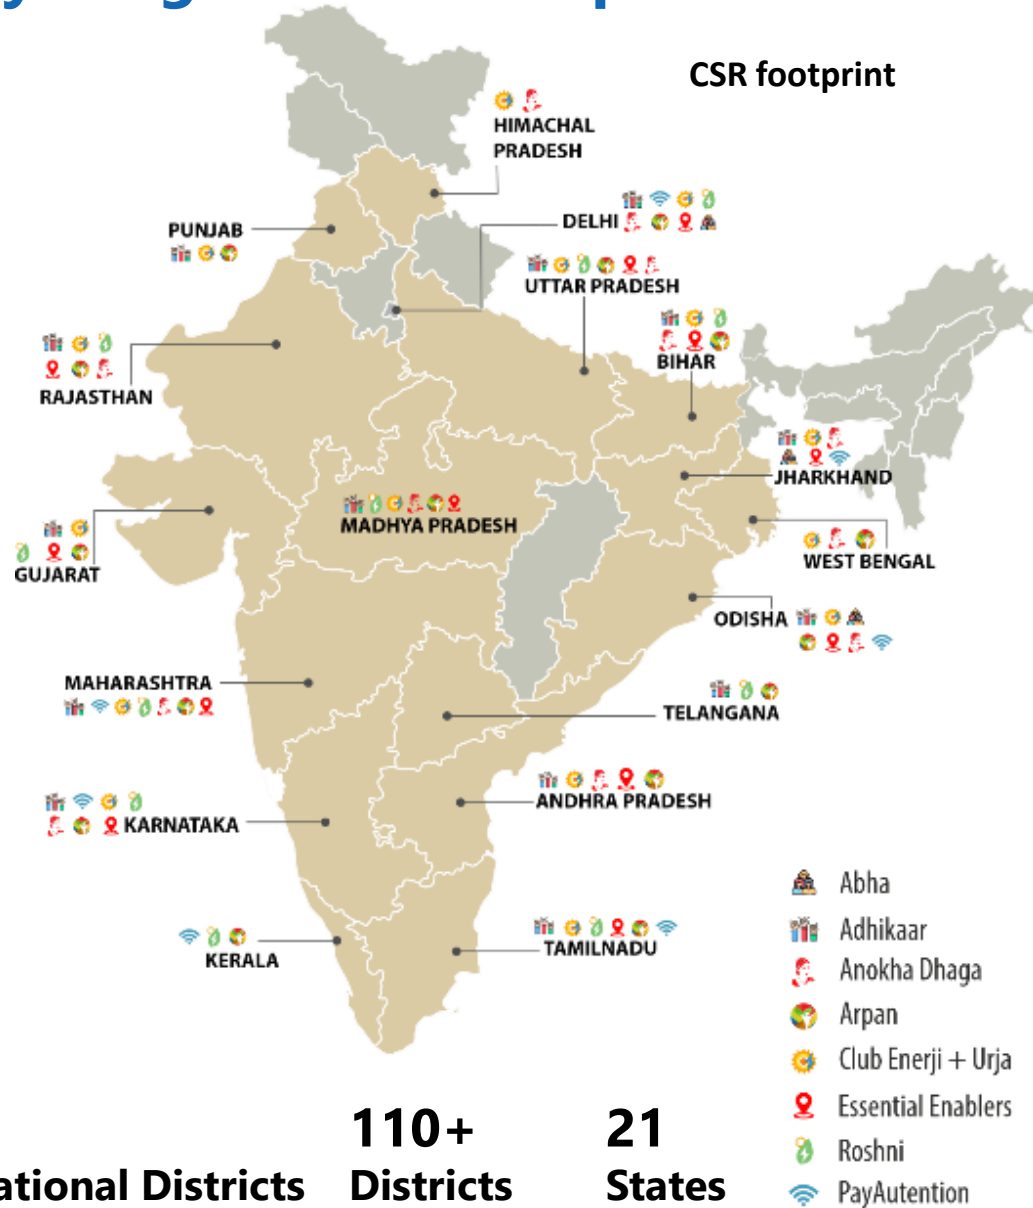 CSR footprint
HIMACHAL
PRADESH
DELHI
PUNJAB
UTTAR PRADESH
BIHAR
RAJASTHAN
JHARKHAND
MADHYA PRADESH
WEST BENGAL
GUJARAT
ODISHA
MAHARASHTRA
TELANGANA
ANDHRA PRADESH
KARNATAKA
TAMILNADU
KERALA
Abha
Adhikaar
Anokha Dhaga
Arpan
Club Enerji + Urja
Essential Enablers
Roshni
PayAutention
110+
21
ational Districts
Districts
States